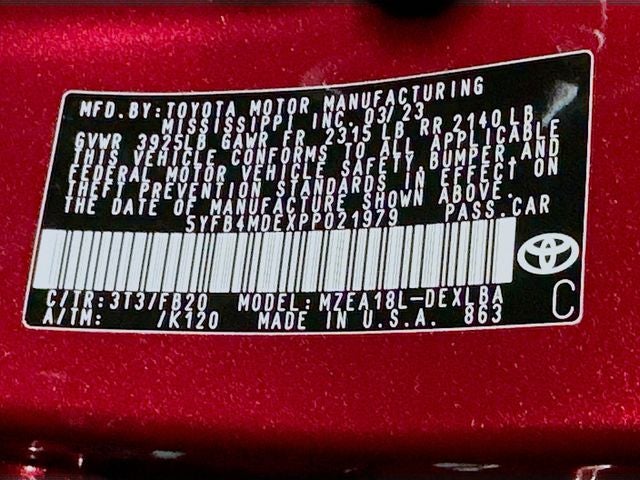 MFD.BY:TOYOTA MOTOR MANUFACTURING
MISSISSIPPI INC. 03/23
GVWR 3925LB GAWR FR 2315 LB RR 2140 LB
THIS VEHICLE CONFORMS TO ALL APPLICABLE
FEDERAL MOTOR VEHICLE SAFETY,BUMPER,AND
THEFT PREVENTION STANDARDS IN EFFECT ON
THE DATE OF MANUFACTURE SHOWN ABOVE.
5YFB4MDEXPP021979 PASS.CAR
C/TR:3T3/FB20 MODEL:MZEA18L-DEXLBA
A/TM: /K120 MADE IN U.S.A. 863
C